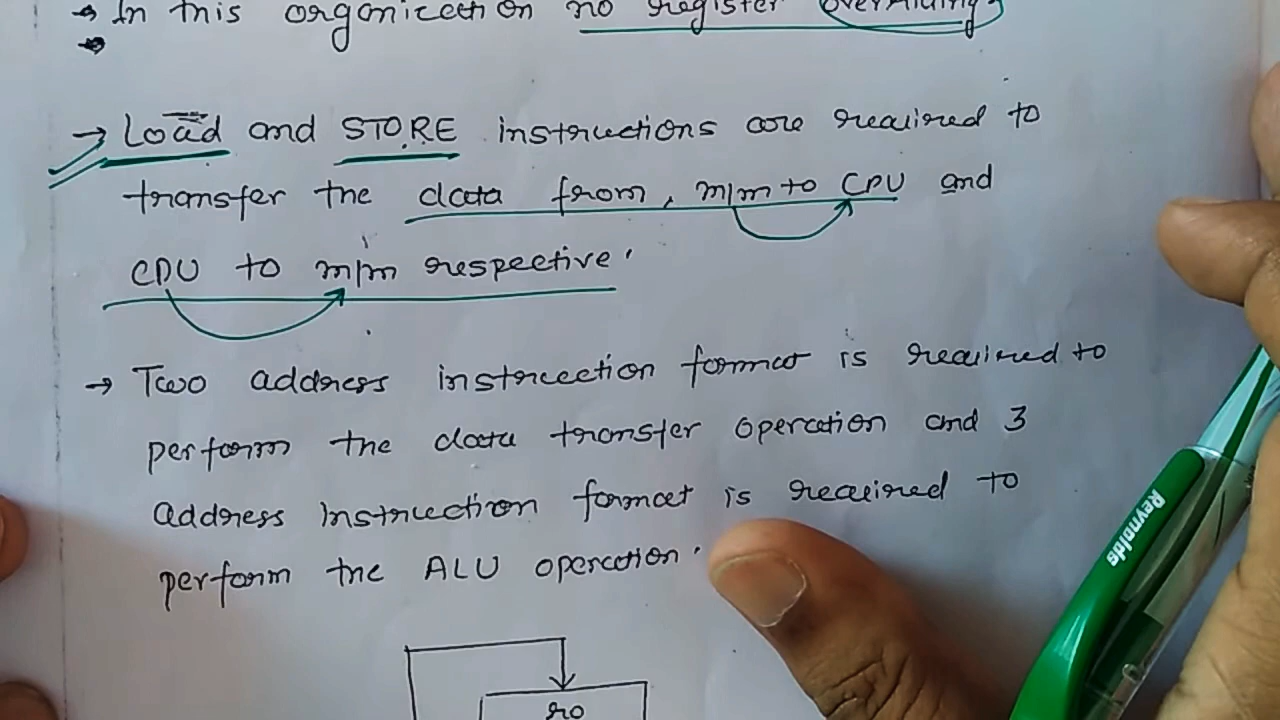 → In this organization no register overriding
→
→ Load and STORE instructions are required to
transfer the data from, m/m to CPU and
CPU to m/m respective.
→ Two address instruction format is required to
perform the data transfer operation and 3
address instruction format is required to
perform the ALU operation.
r0
Reynolds